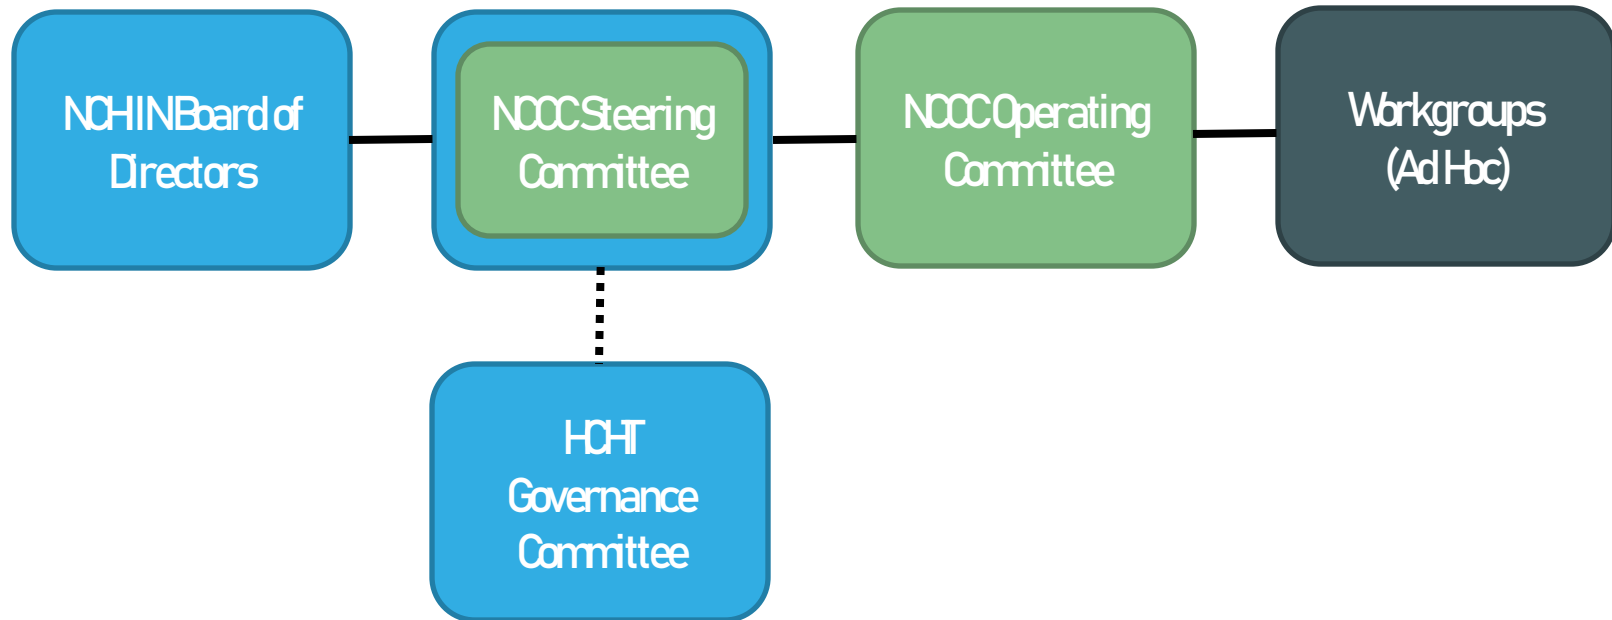 NCHIN Board of
Directors
NCCC Steering
Committee
NCCC Operating
Committee
Workgroups
(Ad Hoc)
HCHT
Governance
Committee